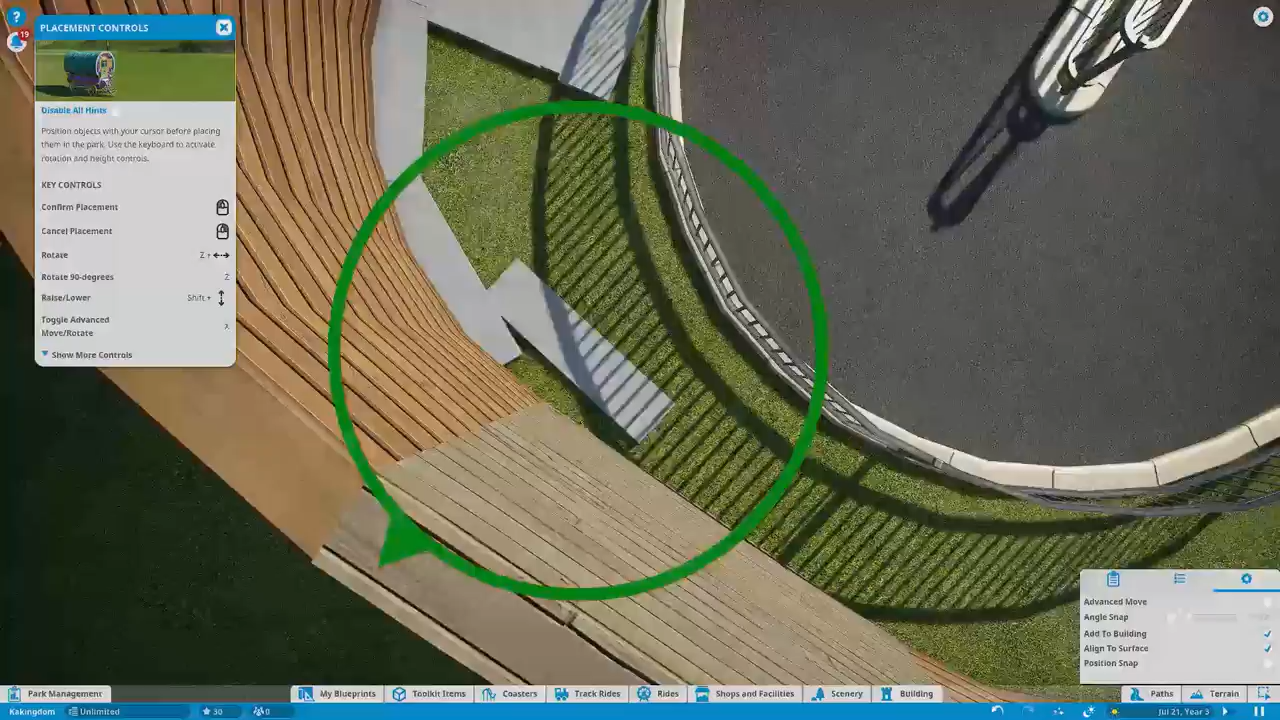 ?
19
PLACEMENT CONTROLS
Disable All Hints
Position objects with your cursor before placing
them in the park. Use the keyboard to activate
rotation and height controls.
KEY CONTROLS
Confirm Placement
Cancel Placement
Rotate Z +
Rotate 90-degrees Z
Raise/Lower Shift +
Toggle Advanced
Move/Rotate X
Show More Controls
Advanced Move
Angle Snap
Add To Building
Align To Surface
Position Snap
Park Management
My Blueprints
Toolkit Items
Coasters
Track Rides
Rides
Shops and Facilities
Scenery
Building
Paths
Terrain
Kakingdom
Unlimited
30
0
Jul 21, Year 3